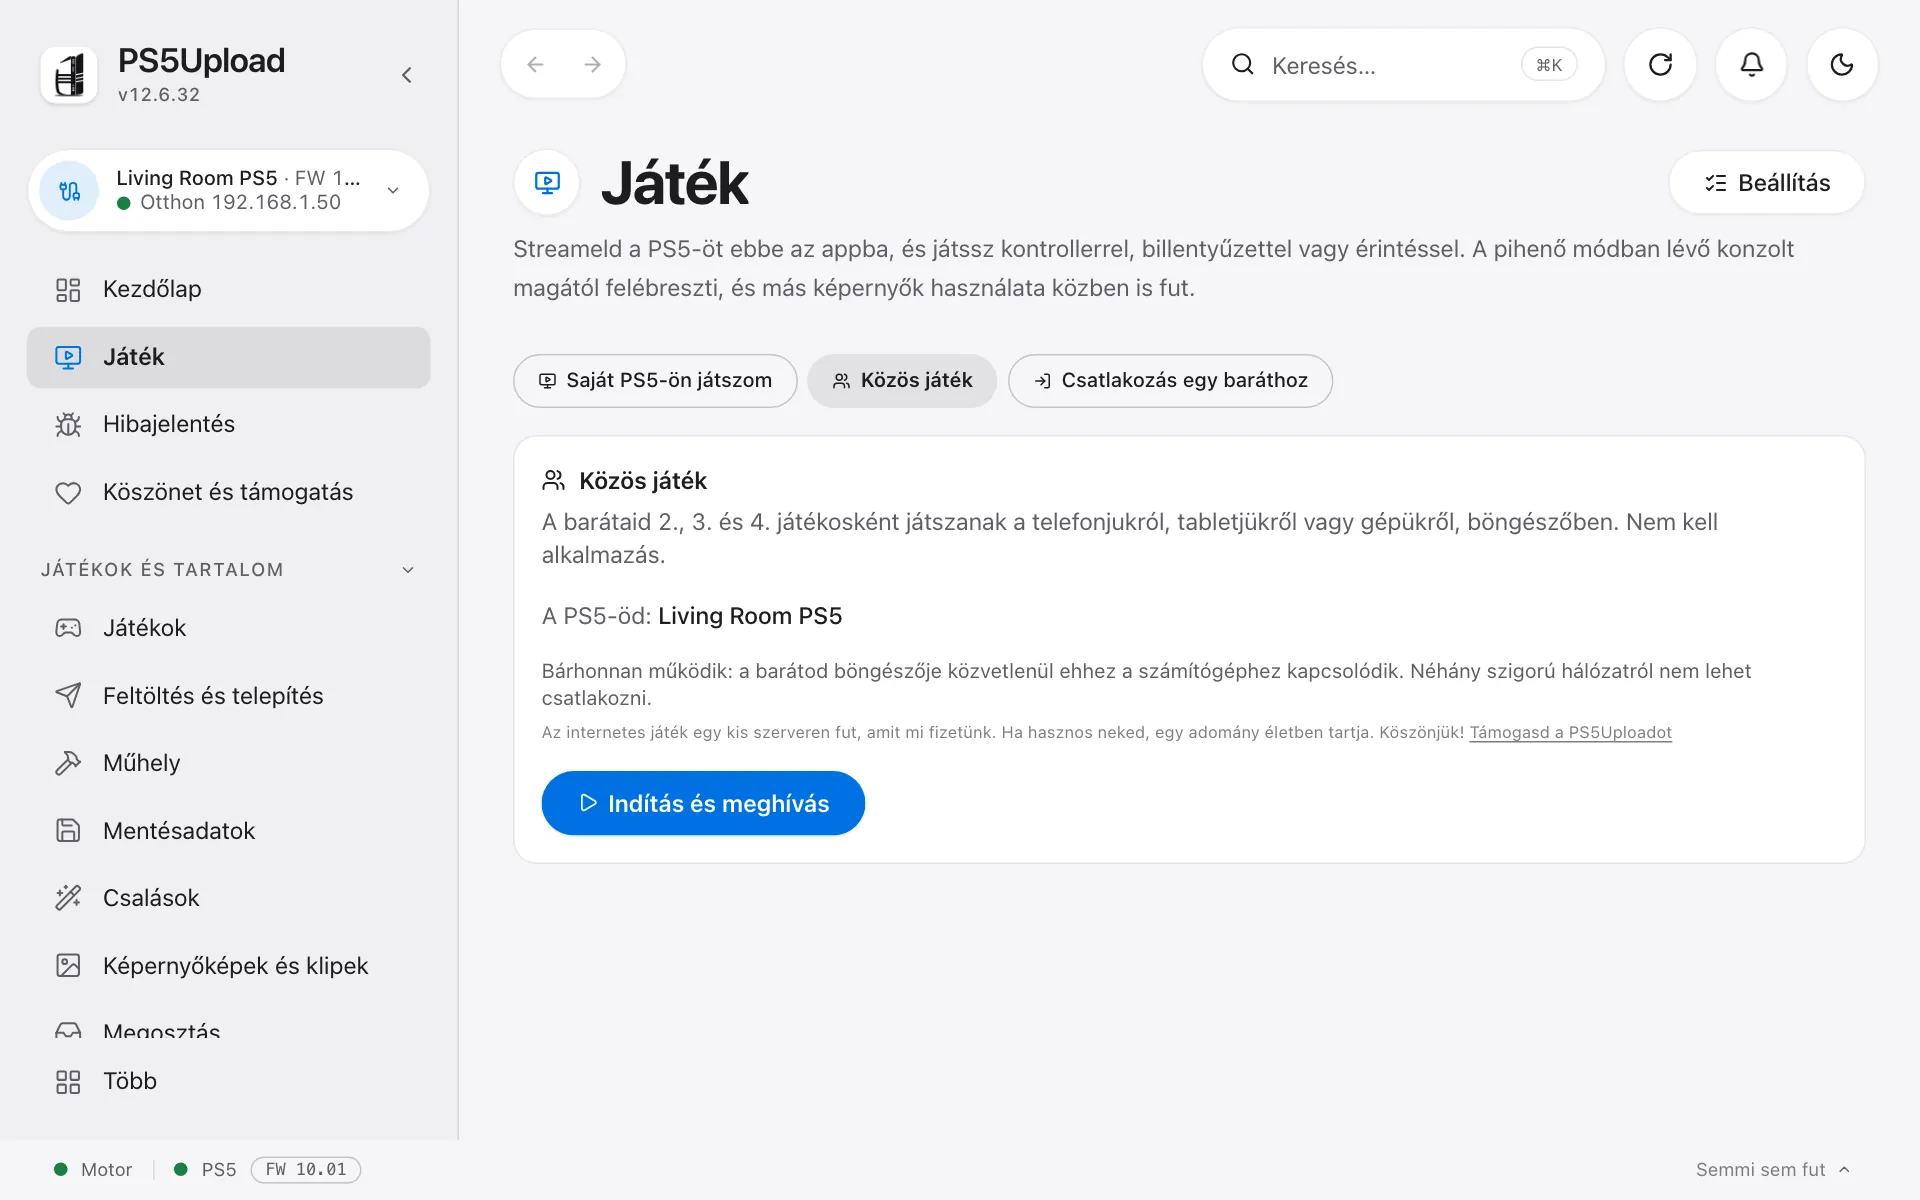 PS5Upload
v12.6.32
Living Room PS5 · FW 1...
Otthon 192.168.1.50
Kezdőlap
Játék
Hibajelentés
Köszönet és támogatás
JÁTÉKOK ÉS TARTALOM
Játékok
Feltöltés és telepítés
Műhely
Mentésadatok
Csalások
Képernyőképek és klipek
Megosztás
Több
Keresés...
⌘K
Játék
Beállítás
Streameld a PS5-öt ebbe az appba, és játssz kontrollerrel, billentyűzettel vagy érintéssel. A pihenő módban lévő konzolt
magától felébreszti, és más képernyők használata közben is fut.
Saját PS5-ön játszom
Közös játék
Csatlakozás egy baráthoz
Közös játék
A barátaid 2., 3. és 4. játékosként játszanak a telefonjukról, tabletjükről vagy gépükről, böngészőben. Nem kell
alkalmazás.
A PS5-öd: Living Room PS5
Bárhonnan működik: a barátod böngészője közvetlenül ehhez a számítógéphez kapcsolódik. Néhány szigorú hálózatról nem lehet
csatlakozni.
Az internetes játék egy kis szerveren fut, amit mi fizetünk. Ha hasznos neked, egy adomány életben tartja. Köszönjük! Támogasd a PS5Uploadot
Indítás és meghívás
Motor
PS5
FW 10.01
Semmi sem fut